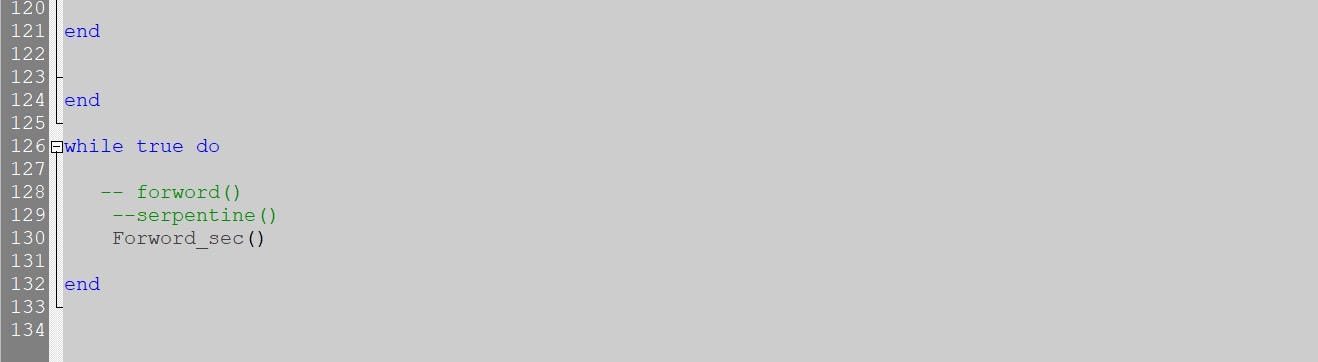 120
121 end
122
123
124 end
125
126 while true do
127
128 -- forword()
129 --serpentine()
130 Forword_sec()
131
132 end
133
134